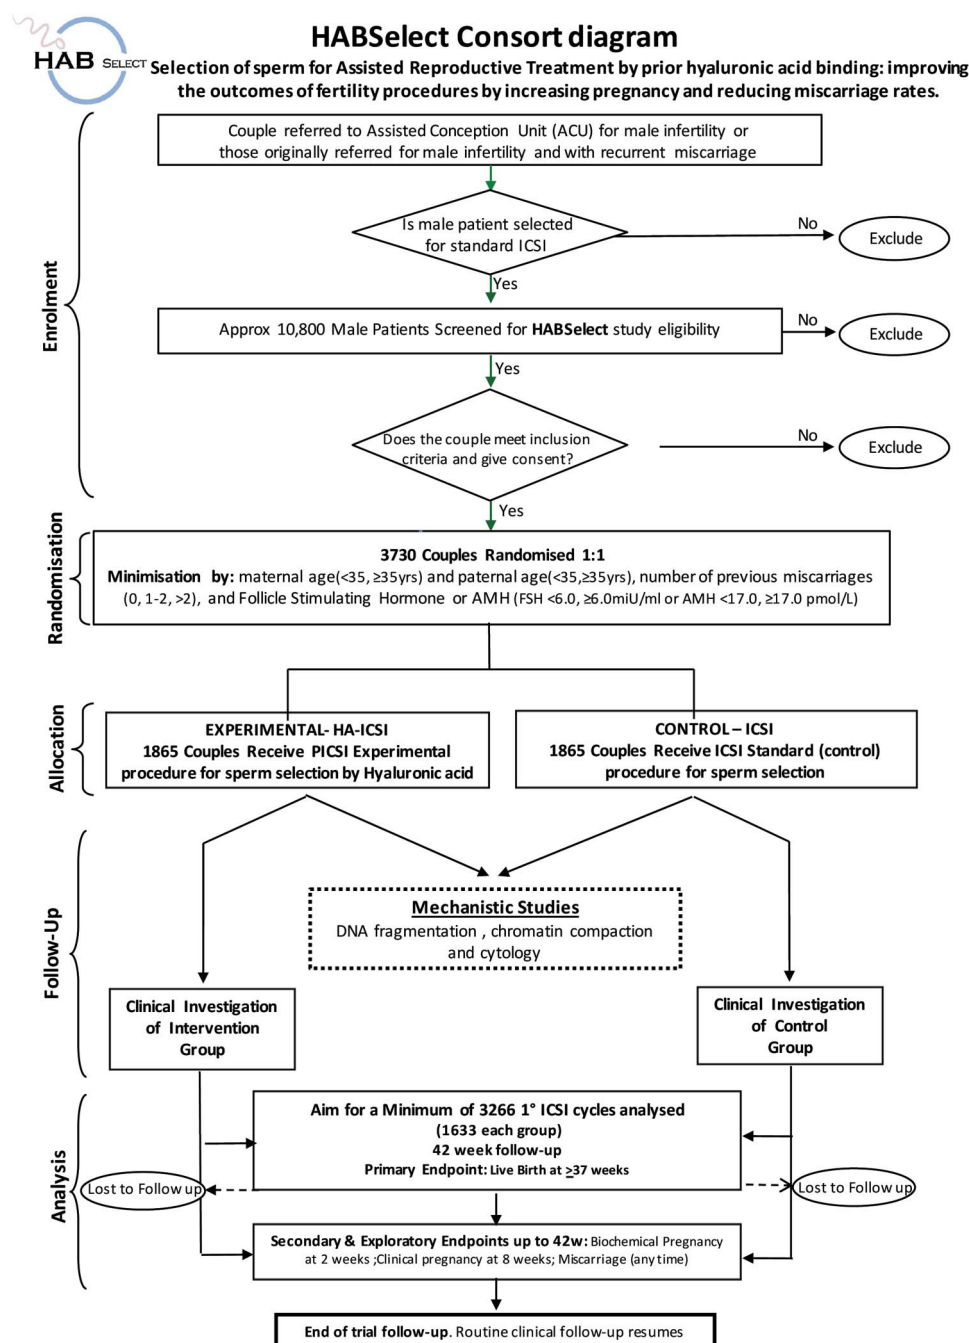 HABSelect Consort diagram
HAB SELECT
Selection of sperm for Assisted Reproductive Treatment by prior hyaluronic acid binding: improving
the outcomes of fertility procedures by increasing pregnancy and reducing miscarriage rates.
Enrolment
Couple referred to Assisted Conception Unit (ACU) for male infertility or
those originally referred for male infertility and with recurrent miscarriage
Is male patient selected
for standard ICSI
No
Exclude
Yes
Approx 10,800 Male Patients Screened for HABSelect study eligibility
No
Exclude
Yes
Does the couple meet inclusion
criteria and give consent?
No
Exclude
Yes
Randomisation
3730 Couples Randomised 1:1
Minimisation by: maternal age(<35, ≥35yrs) and paternal age(<35,≥35yrs), number of previous miscarriages
(0, 1-2, >2), and Follicle Stimulating Hormone or AMH (FSH <6.0, ≥6.0miU/ml or AMH <17.0, ≥17.0 pmol/L)
Allocation
EXPERIMENTAL- HA-ICSI
1865 Couples Receive PICSI Experimental
procedure for sperm selection by Hyaluronic acid
CONTROL – ICSI
1865 Couples Receive ICSI Standard (control)
procedure for sperm selection
Follow-Up
Mechanistic Studies
DNA fragmentation , chromatin compaction
and cytology
Clinical Investigation
of Intervention
Group
Clinical Investigation
of Control
Group
Analysis
Aim for a Minimum of 3266 1° ICSI cycles analysed
(1633 each group)
42 week follow-up
Primary Endpoint: Live Birth at ≥37 weeks
Lost to Follow up
Lost to Follow up
Secondary & Exploratory Endpoints up to 42w: Biochemical Pregnancy
at 2 weeks ;Clinical pregnancy at 8 weeks; Miscarriage (any time)
End of trial follow-up. Routine clinical follow-up resumes